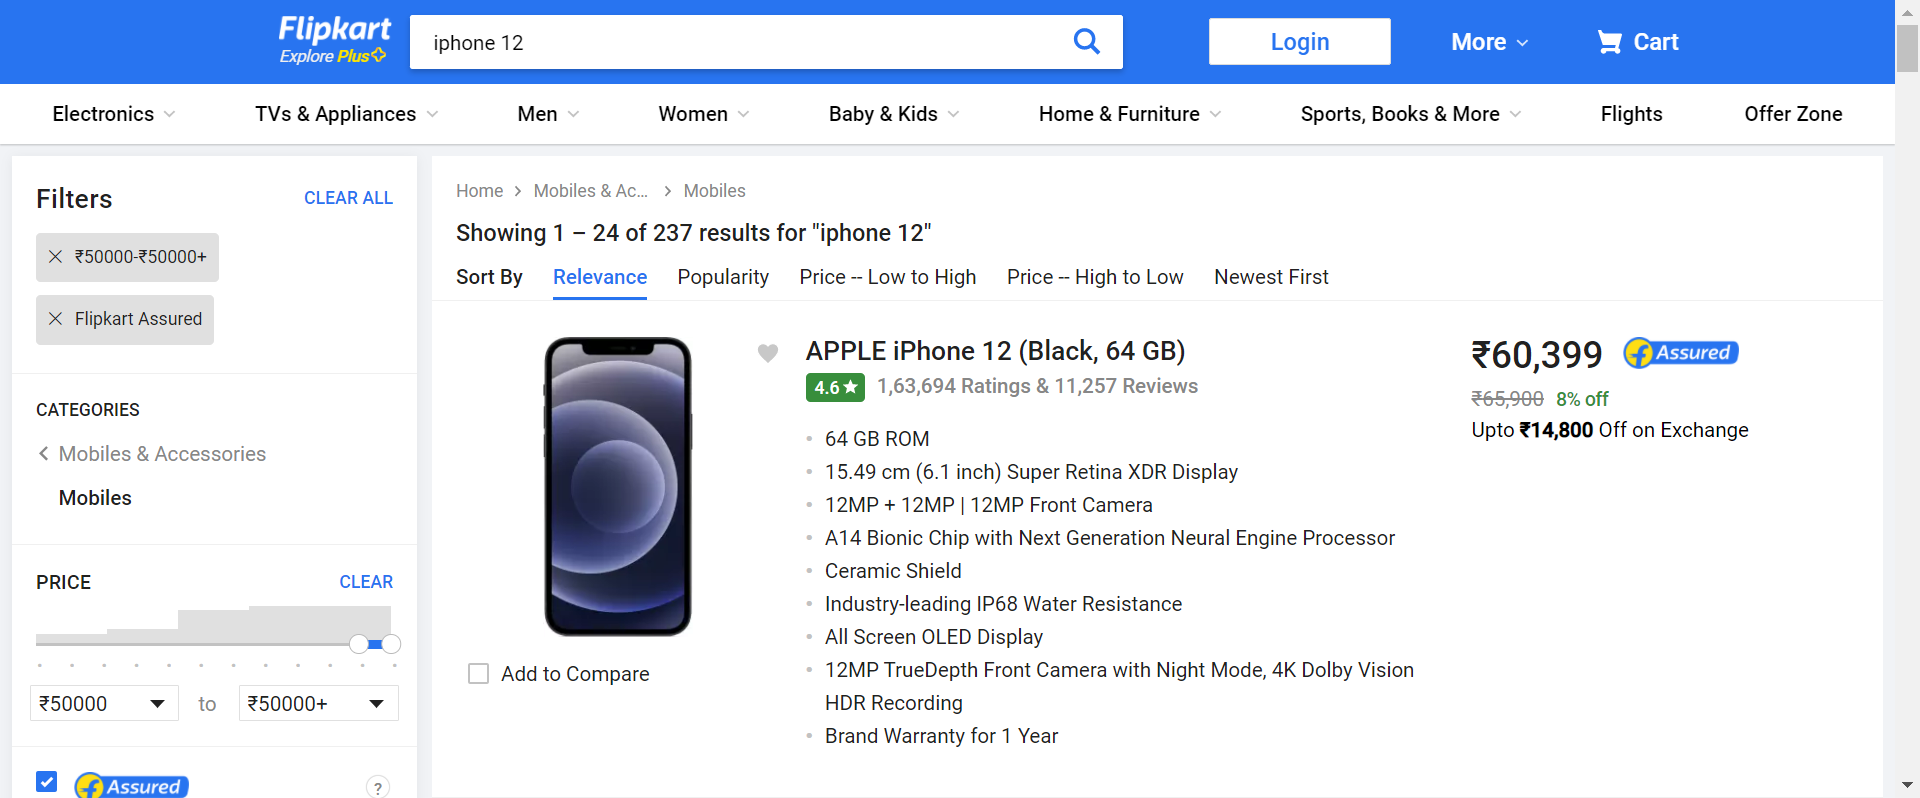 Flipkart
Explore Plus
iphone 12
Login
More
Cart
Electronics
TVs & Appliances
Men
Women
Baby & Kids
Home & Furniture
Sports, Books & More
Flights
Offer Zone
Filters
CLEAR ALL
₹50000-₹50000+
Flipkart Assured
CATEGORIES
Mobiles & Accessories
Mobiles
PRICE
CLEAR
₹50000
to
₹50000+
Assured
?
Home
Mobiles & Ac...
Mobiles
Showing 1 – 24 of 237 results for "iphone 12"
Sort By
Relevance
Popularity
Price -- Low to High
Price -- High to Low
Newest First
Add to Compare
APPLE iPhone 12 (Black, 64 GB)
4.6★
1,63,694 Ratings & 11,257 Reviews
64 GB ROM
15.49 cm (6.1 inch) Super Retina XDR Display
12MP + 12MP | 12MP Front Camera
A14 Bionic Chip with Next Generation Neural Engine Processor
Ceramic Shield
Industry-leading IP68 Water Resistance
All Screen OLED Display
12MP TrueDepth Front Camera with Night Mode, 4K Dolby Vision
HDR Recording
Brand Warranty for 1 Year
₹60,399
Assured
₹65,900
8% off
Upto ₹14,800 Off on Exchange